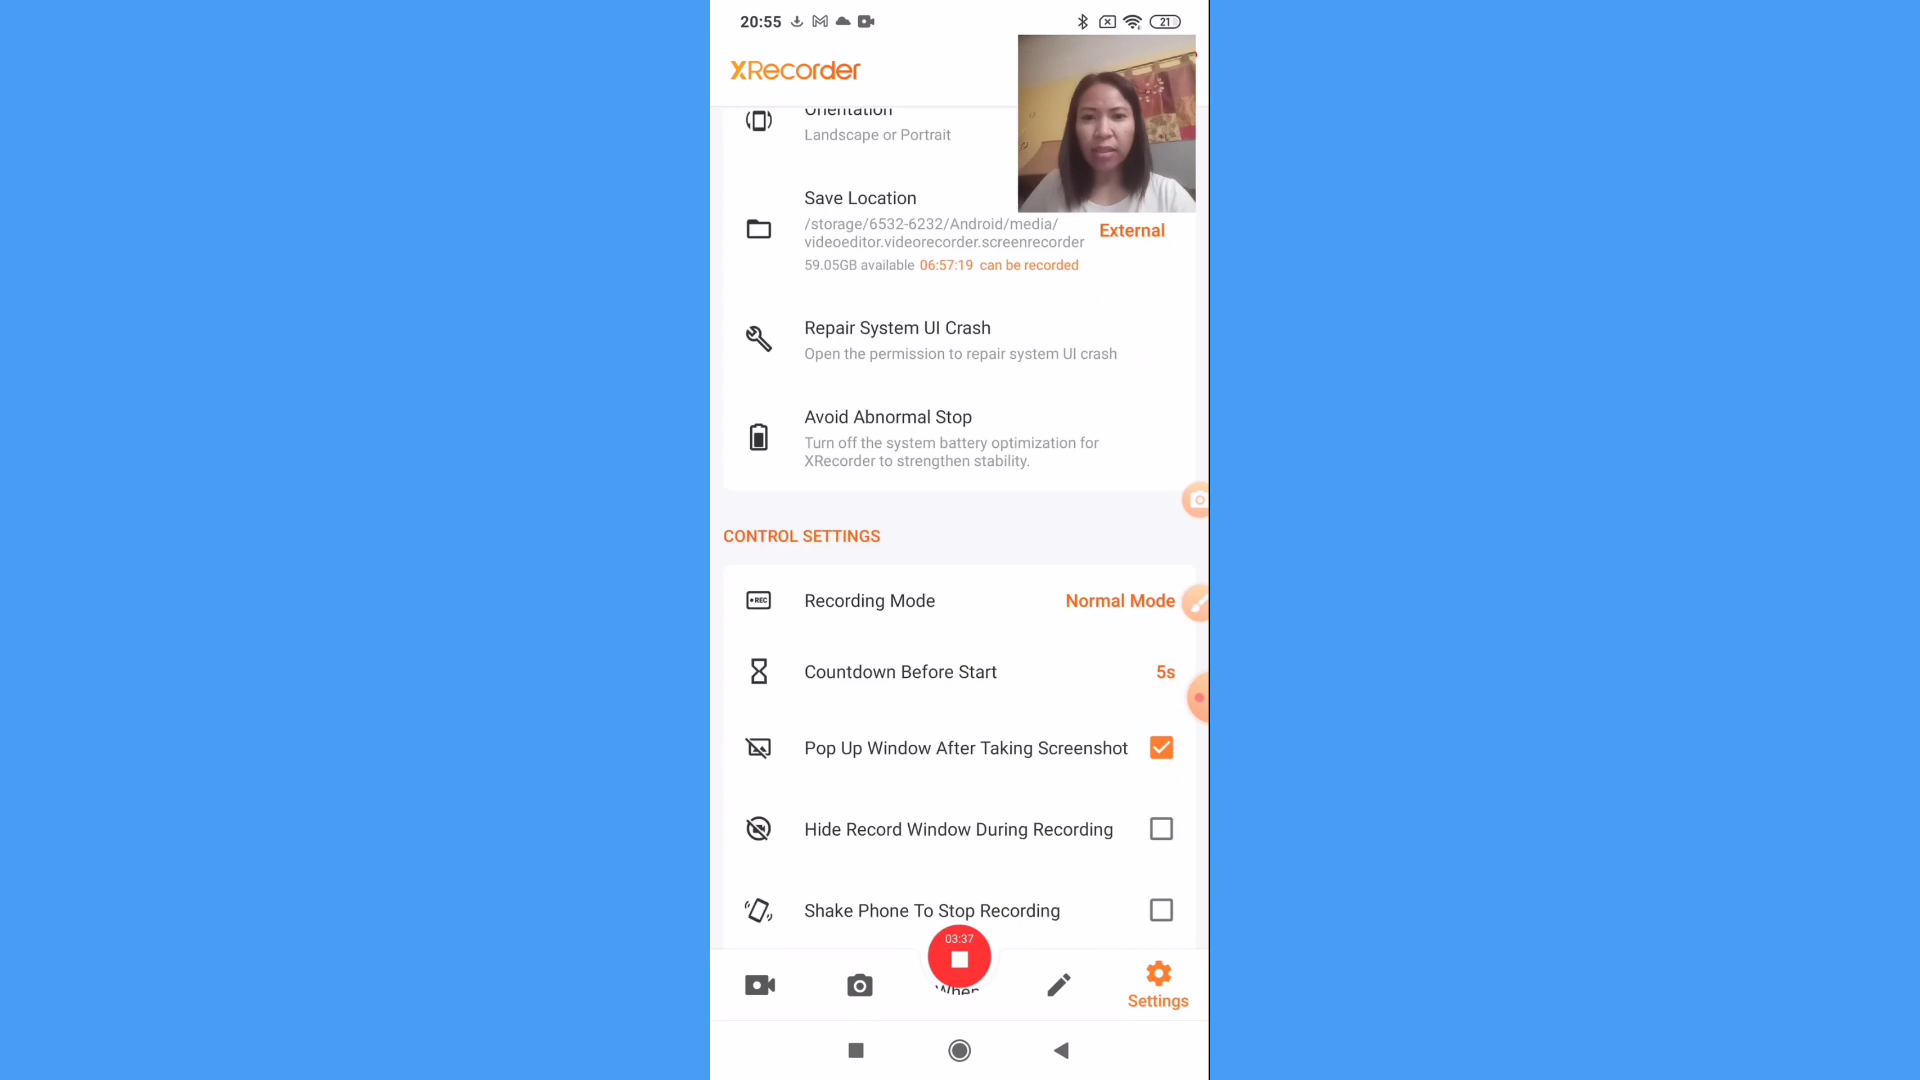 20:55
21
XRecorder
Orientation
Landscape or Portrait
Save Location
/storage/6532-6232/Android/media/
videoeditor.videorecorder.screenrecorder
External
59.05GB available 06:57:19 can be recorded
Repair System UI Crash
Open the permission to repair system UI crash
Avoid Abnormal Stop
Turn off the system battery optimization for
XRecorder to strengthen stability.
CONTROL SETTINGS
REC
Recording Mode
Normal Mode
Countdown Before Start
5s
Pop Up Window After Taking Screenshot
Hide Record Window During Recording
Shake Phone To Stop Recording
03:37
When
Settings